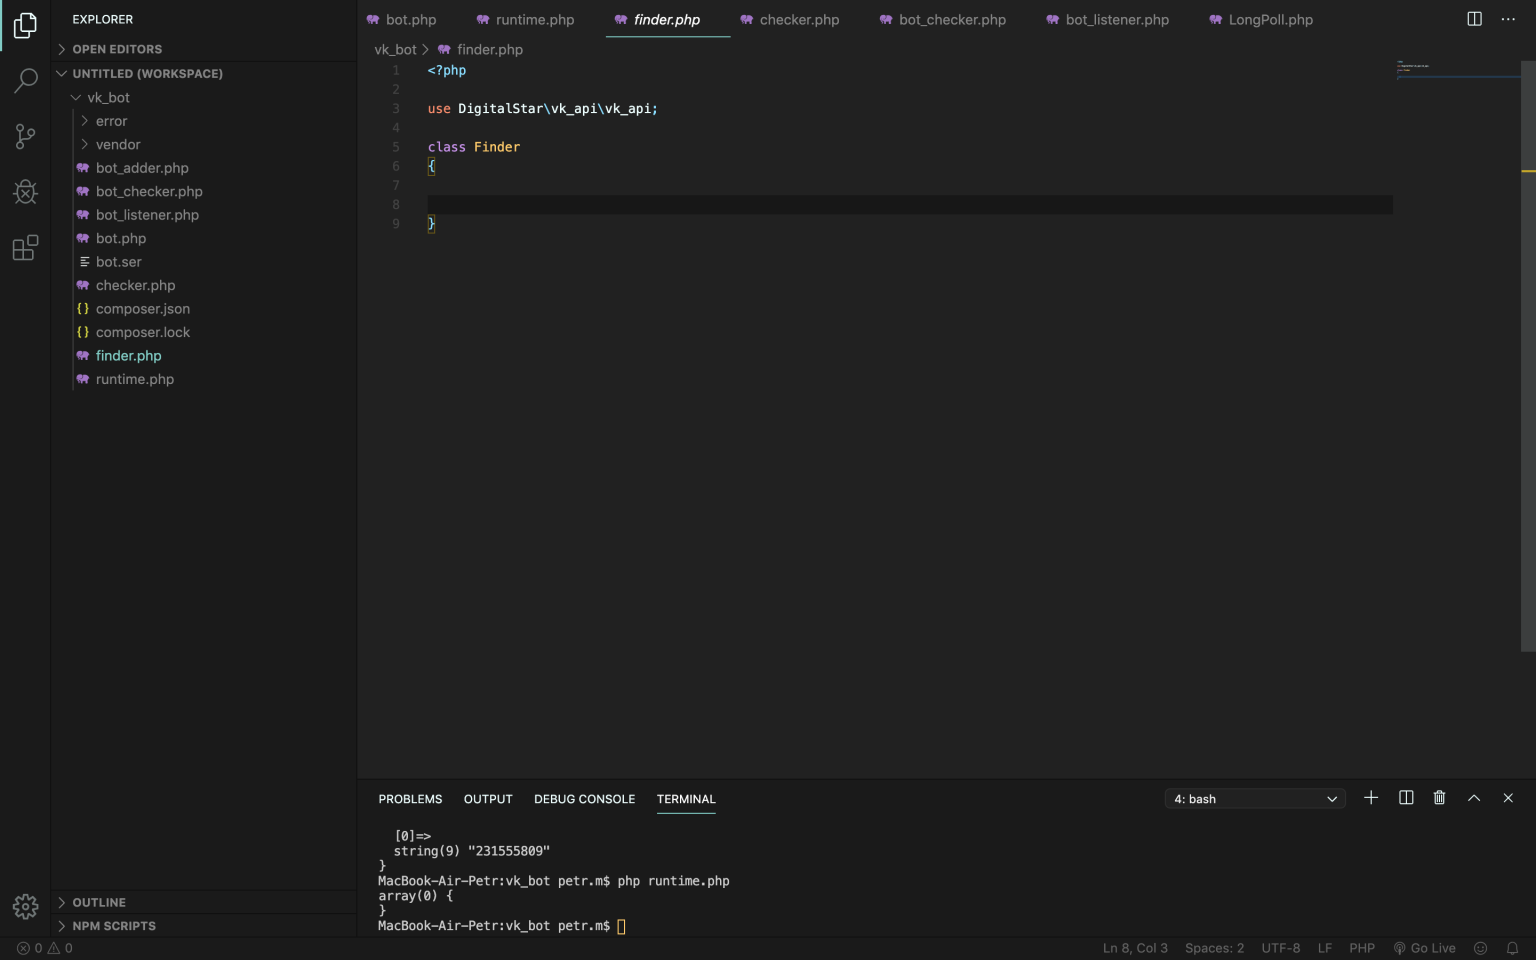 EXPLORER
OPEN EDITORS
UNTITLED (WORKSPACE)
vk_bot
error
vendor
bot_adder.php
bot_checker.php
bot_listener.php
bot.php
bot.ser
checker.php
{} composer.json
{} composer.lock
finder.php
runtime.php
OUTLINE
NPM SCRIPTS
bot.php runtime.php finder.php checker.php bot_checker.php bot_listener.php LongPoll.php
vk_bot > finder.php
1 <?php
2
3 use DigitalStar\vk_api\vk_api;
4
5 class Finder
6 {
7
8
9 }
PROBLEMS OUTPUT DEBUG CONSOLE TERMINAL 4: bash
[0]=>
string(9) "231555809"
}
MacBook-Air-Petr:vk_bot petr.m$ php runtime.php
array(0) {
}
MacBook-Air-Petr:vk_bot petr.m$
0 0 Ln 8, Col 3 Spaces: 2 UTF-8 LF PHP Go Live